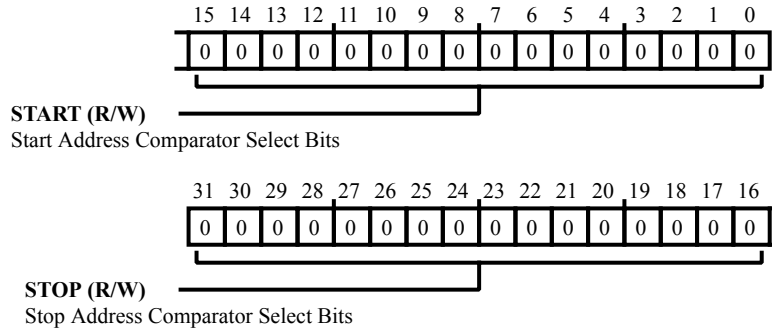 15 14 13 12 11 10 9 8 7 6 5 4 3 2 1 0
0 0 0 0 0 0 0 0 0 0 0 0 0 0 0 0
START (R/W)
Start Address Comparator Select Bits
31 30 29 28 27 26 25 24 23 22 21 20 19 18 17 16
0 0 0 0 0 0 0 0 0 0 0 0 0 0 0 0
STOP (R/W)
Stop Address Comparator Select Bits